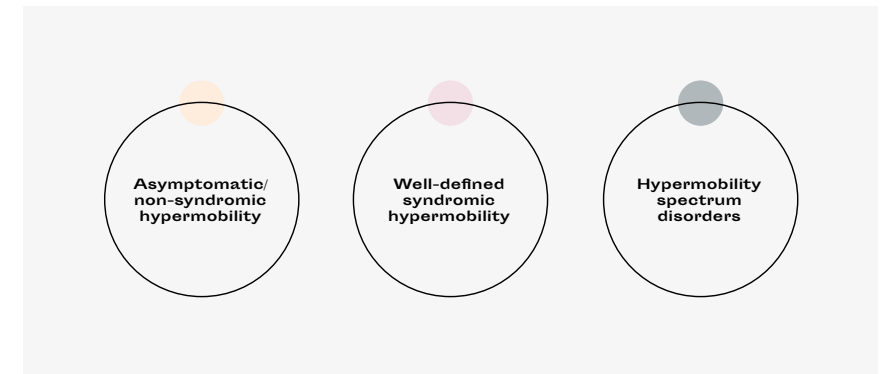 Asymptomatic/
non-syndromic
hypermobility
Well-defined
syndromic
hypermobility
Hypermobility
spectrum
disorders